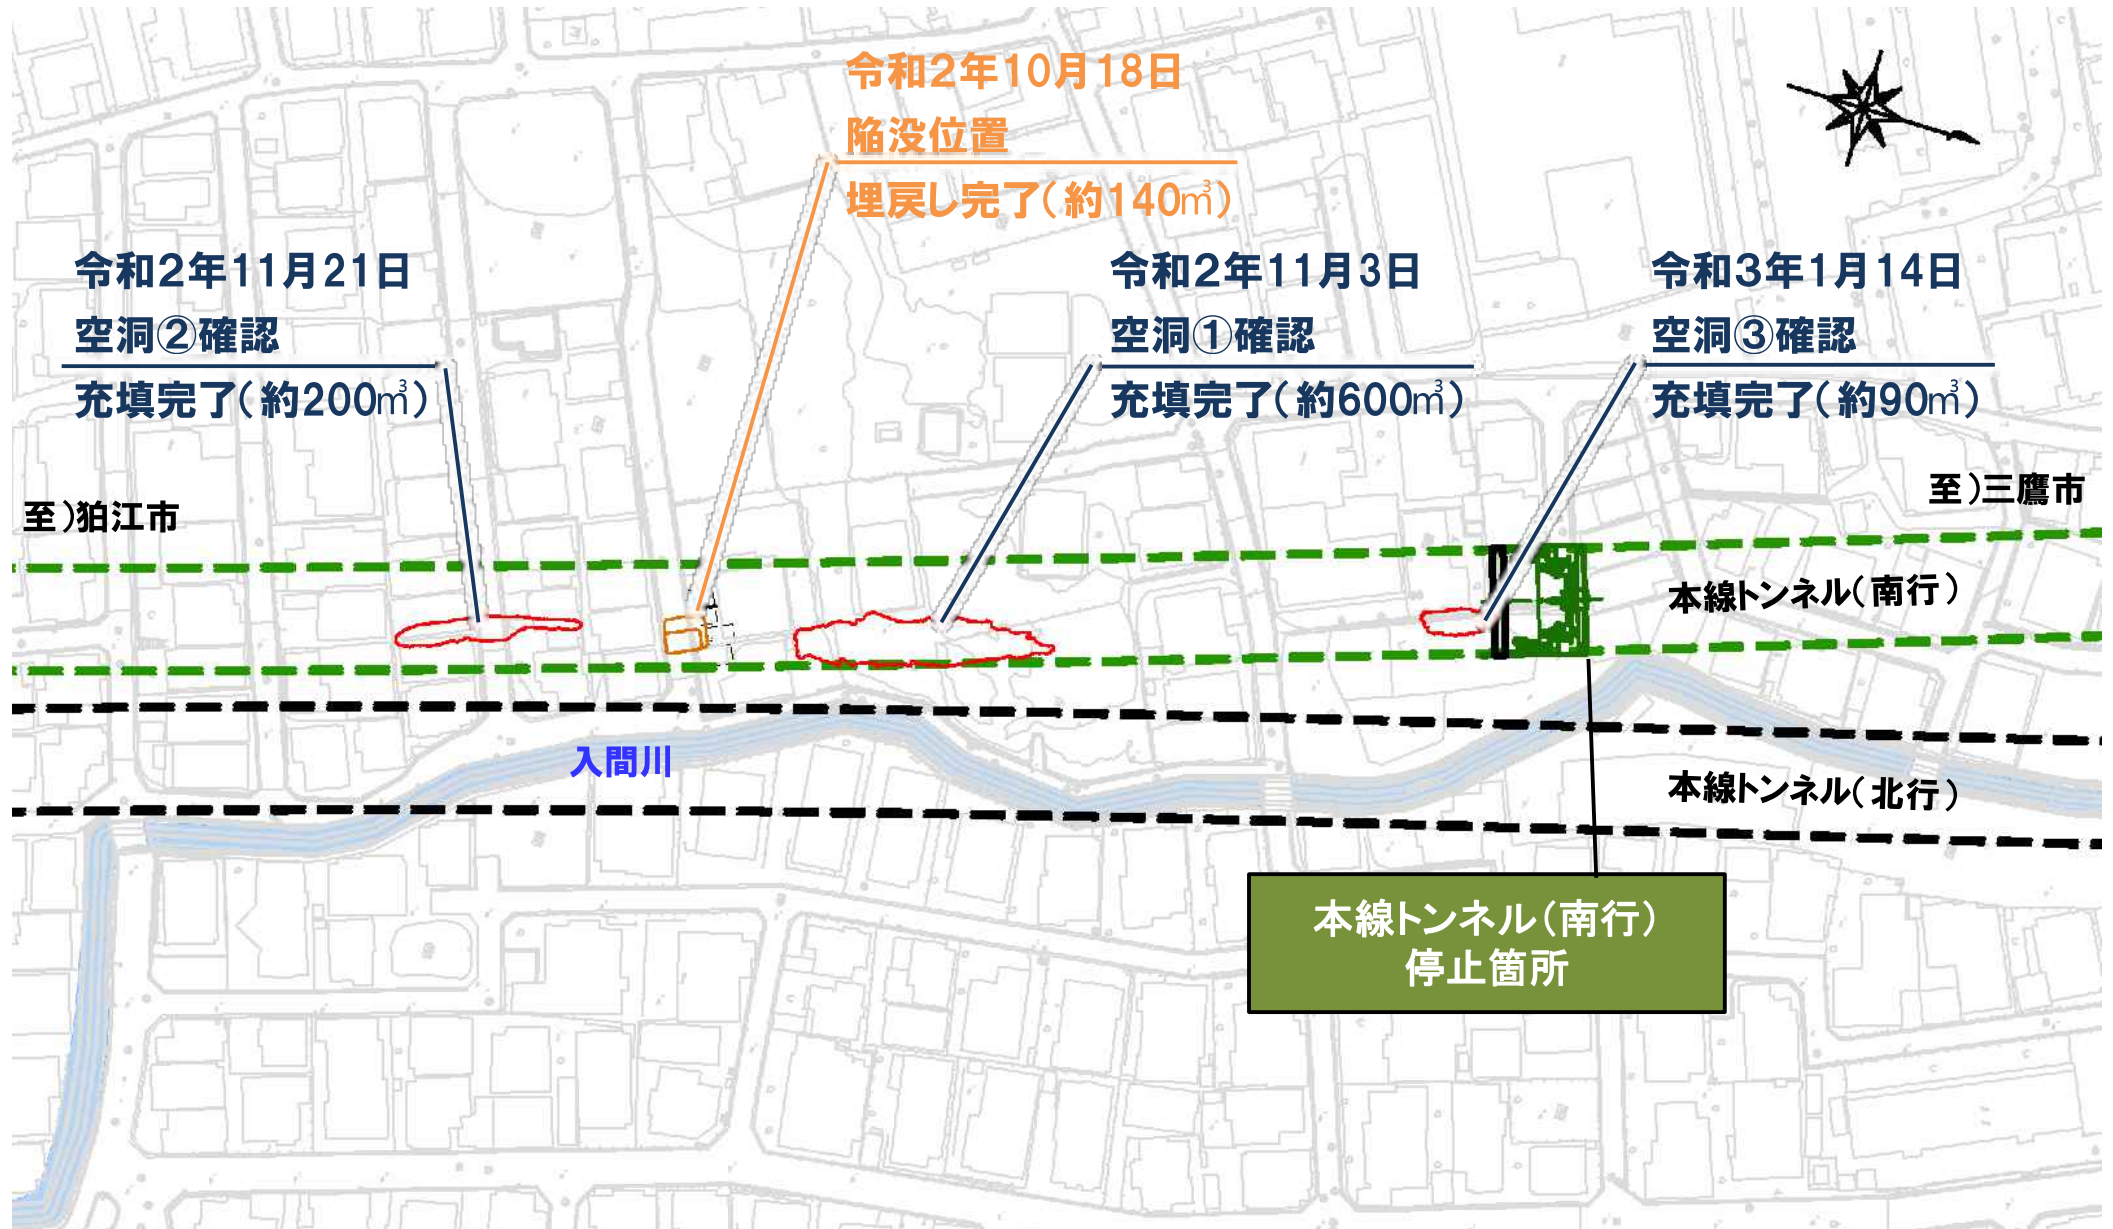 令和2年10月18日
陥没位置
埋戻し完了(約140㎥)
令和2年11月21日
空洞②確認
充填完了(約200㎥)
令和2年11月3日
空洞①確認
充填完了(約600㎥)
令和3年1月14日
空洞③確認
充填完了(約90㎥)
至)狛江市
至)三鷹市
本線トンネル(南行)
入間川
本線トンネル(北行)
本線トンネル(南行)
停止箇所